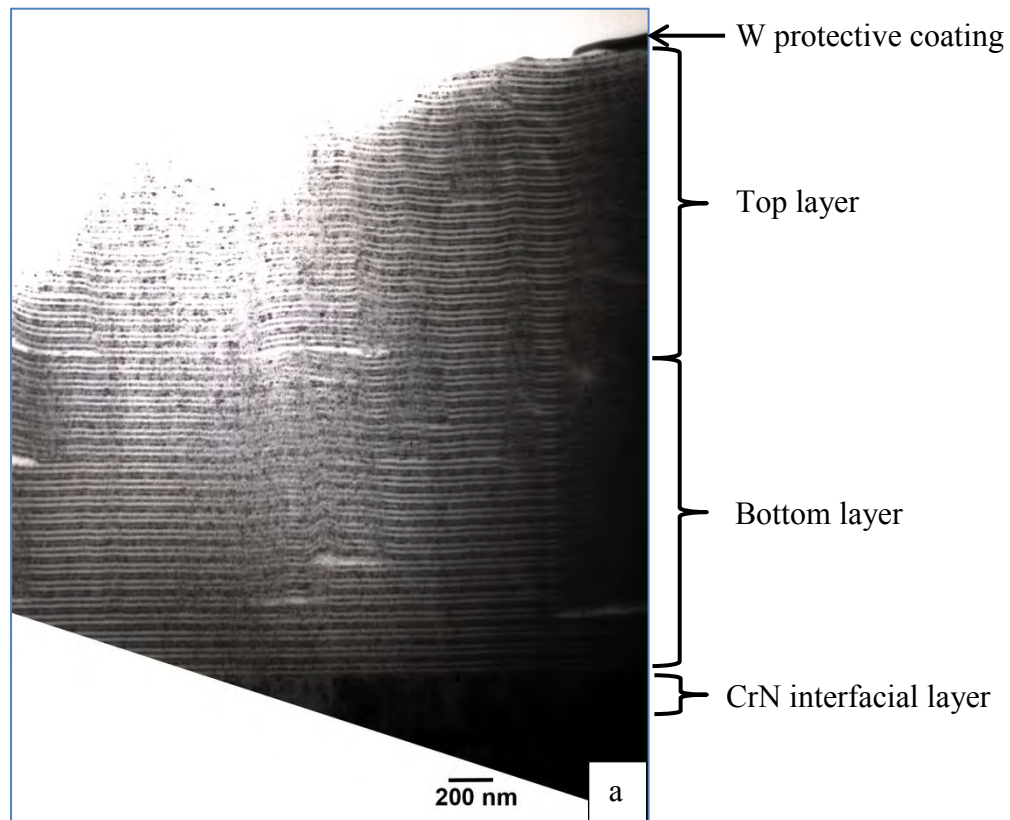 W protective coating
Top layer
Bottom layer
CrN interfacial layer
200 nm
a